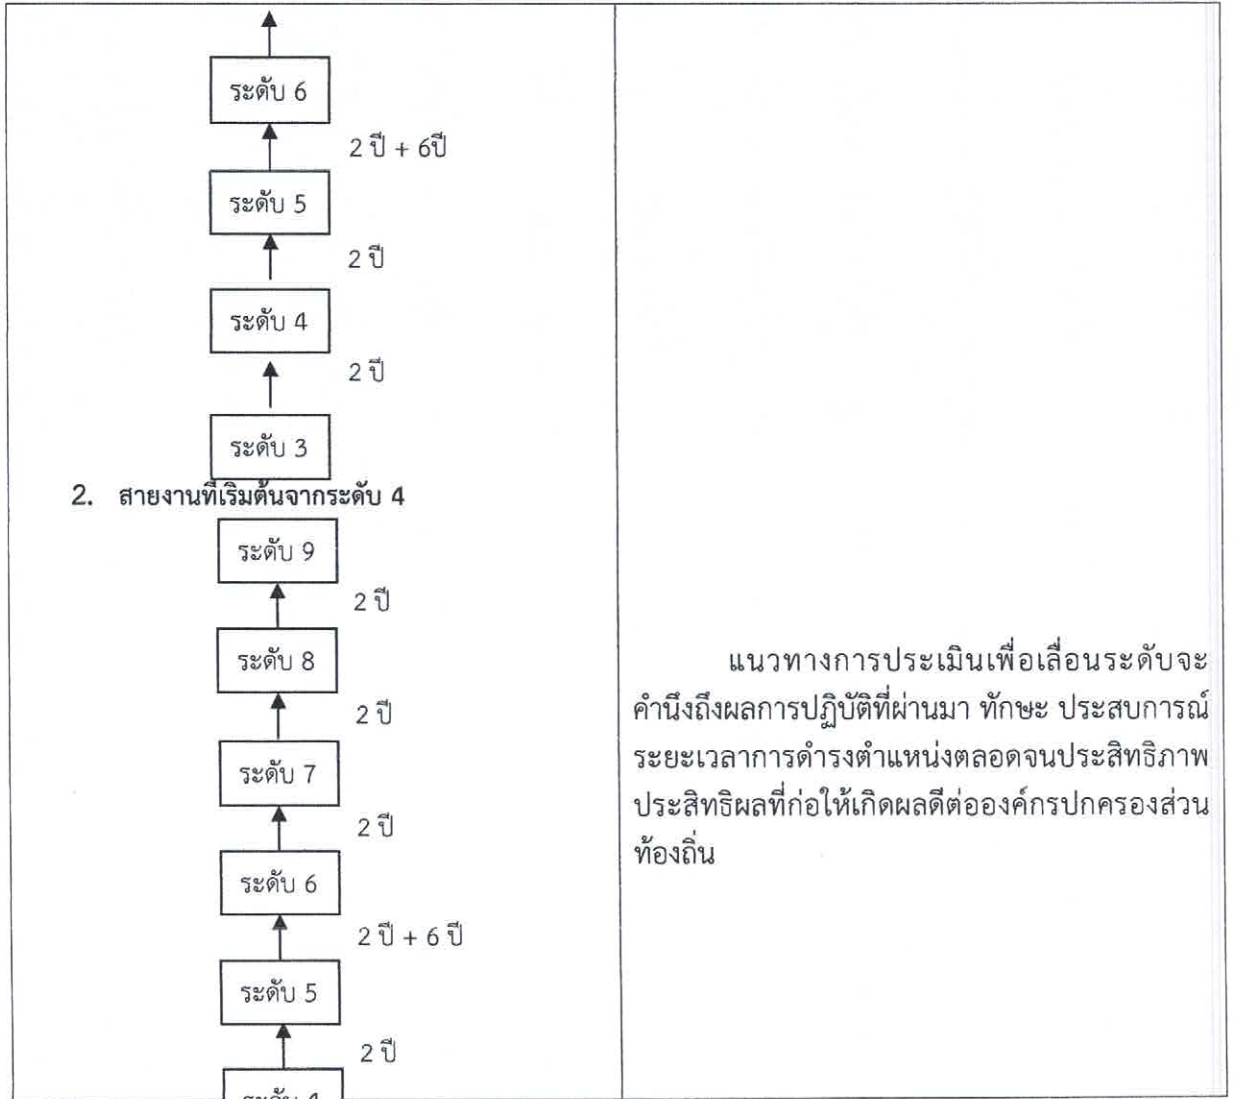 ระดับ 6
2 ปี + 6ปี
ระดับ 5
2 ปี
ระดับ 4
2 ปี
ระดับ 3
2. สายงานที่เริ่มต้นจากระดับ 4
ระดับ 9
2 ปี
ระดับ 8
2 ปี
ระดับ 7
2 ปี
ระดับ 6
2 ปี + 6 ปี
ระดับ 5
2 ปี
ระดับ 4
แนวทางการประเมินเพื่อเลื่อนระดับจะ
คำนึงถึงผลการปฏิบัติที่ผ่านมา ทักษะ ประสบการณ์
ระยะเวลาการดำรงตำแหน่งตลอดจนประสิทธิภาพ
ประสิทธิผลที่ก่อให้เกิดผลดีต่อองค์กรปกครองส่วน
ท้องถิ่น